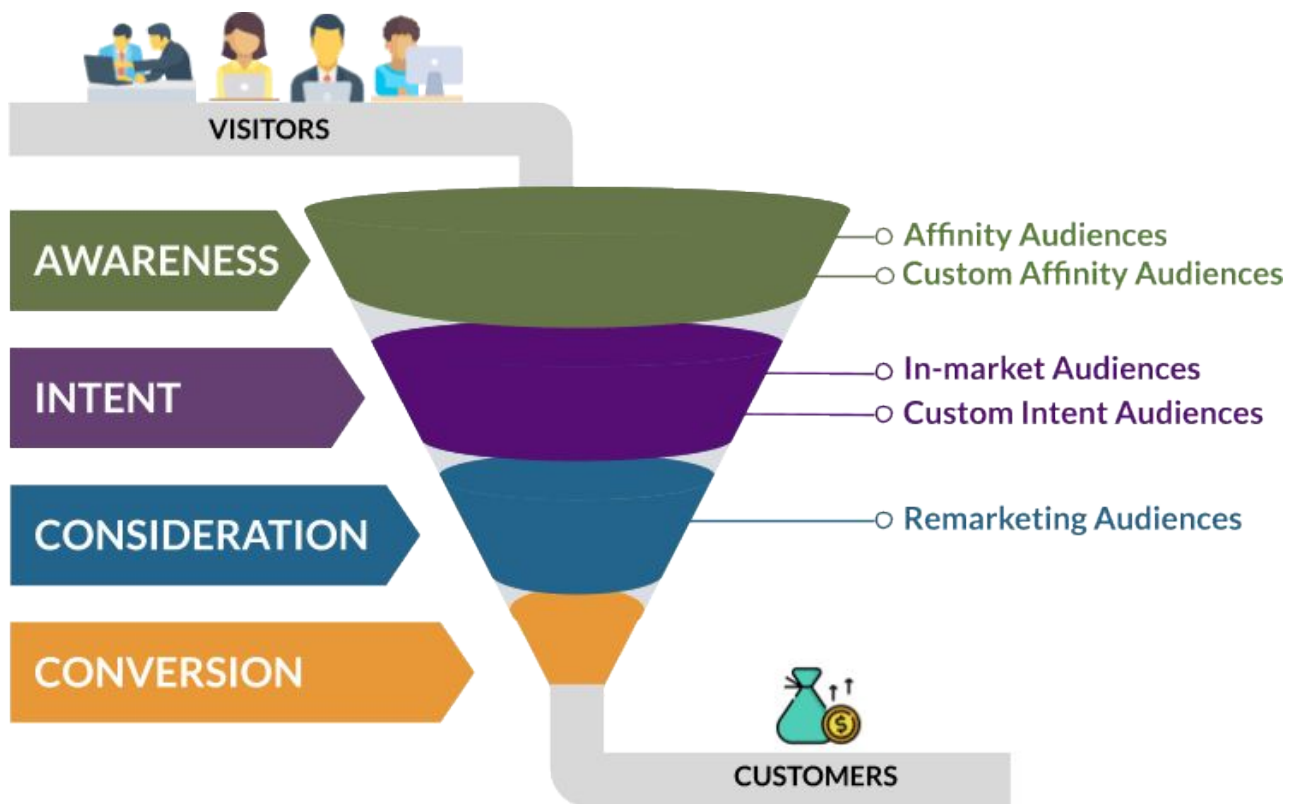 VISITORS
AWARENESS
Affinity Audiences
Custom Affinity Audiences
INTENT
In-market Audiences
Custom Intent Audiences
CONSIDERATION
Remarketing Audiences
CONVERSION
$
CUSTOMERS